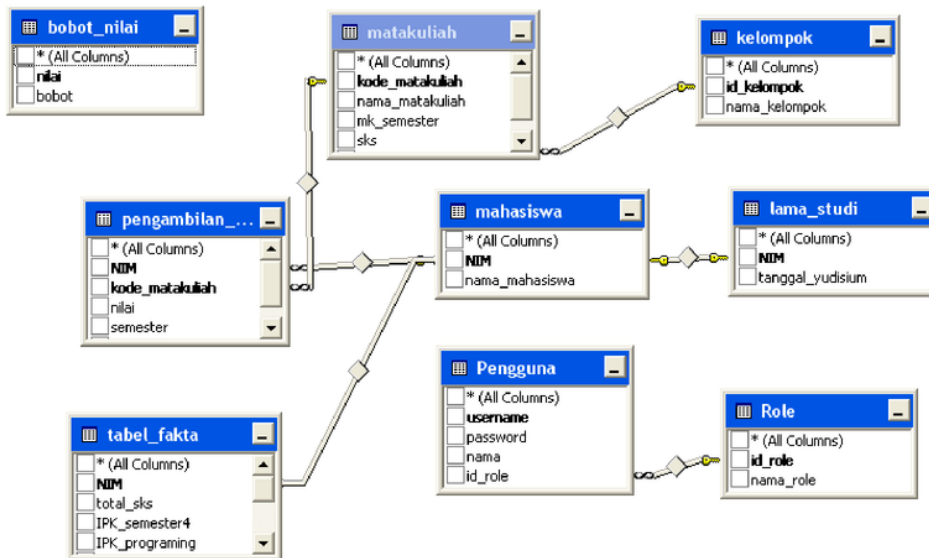 bobot_nilai
* (All Columns)
nilai
bobot
matakuliah
* (All Columns)
kode_matakuliah
nama_matakuliah
mk_semester
sks
kelompok
* (All Columns)
id_kelompok
nama_kelompok
pengambilan_...
* (All Columns)
NIM
kode_matakuliah
nilai
semester
mahasiswa
* (All Columns)
NIM
nama_mahasiswa
lama_studi
* (All Columns)
NIM
tanggal_yudisium
tabel_fakta
* (All Columns)
NIM
total_sks
IPK_semester4
IPK_programing
Pengguna
* (All Columns)
username
password
nama
id_role
Role
* (All Columns)
id_role
nama_role